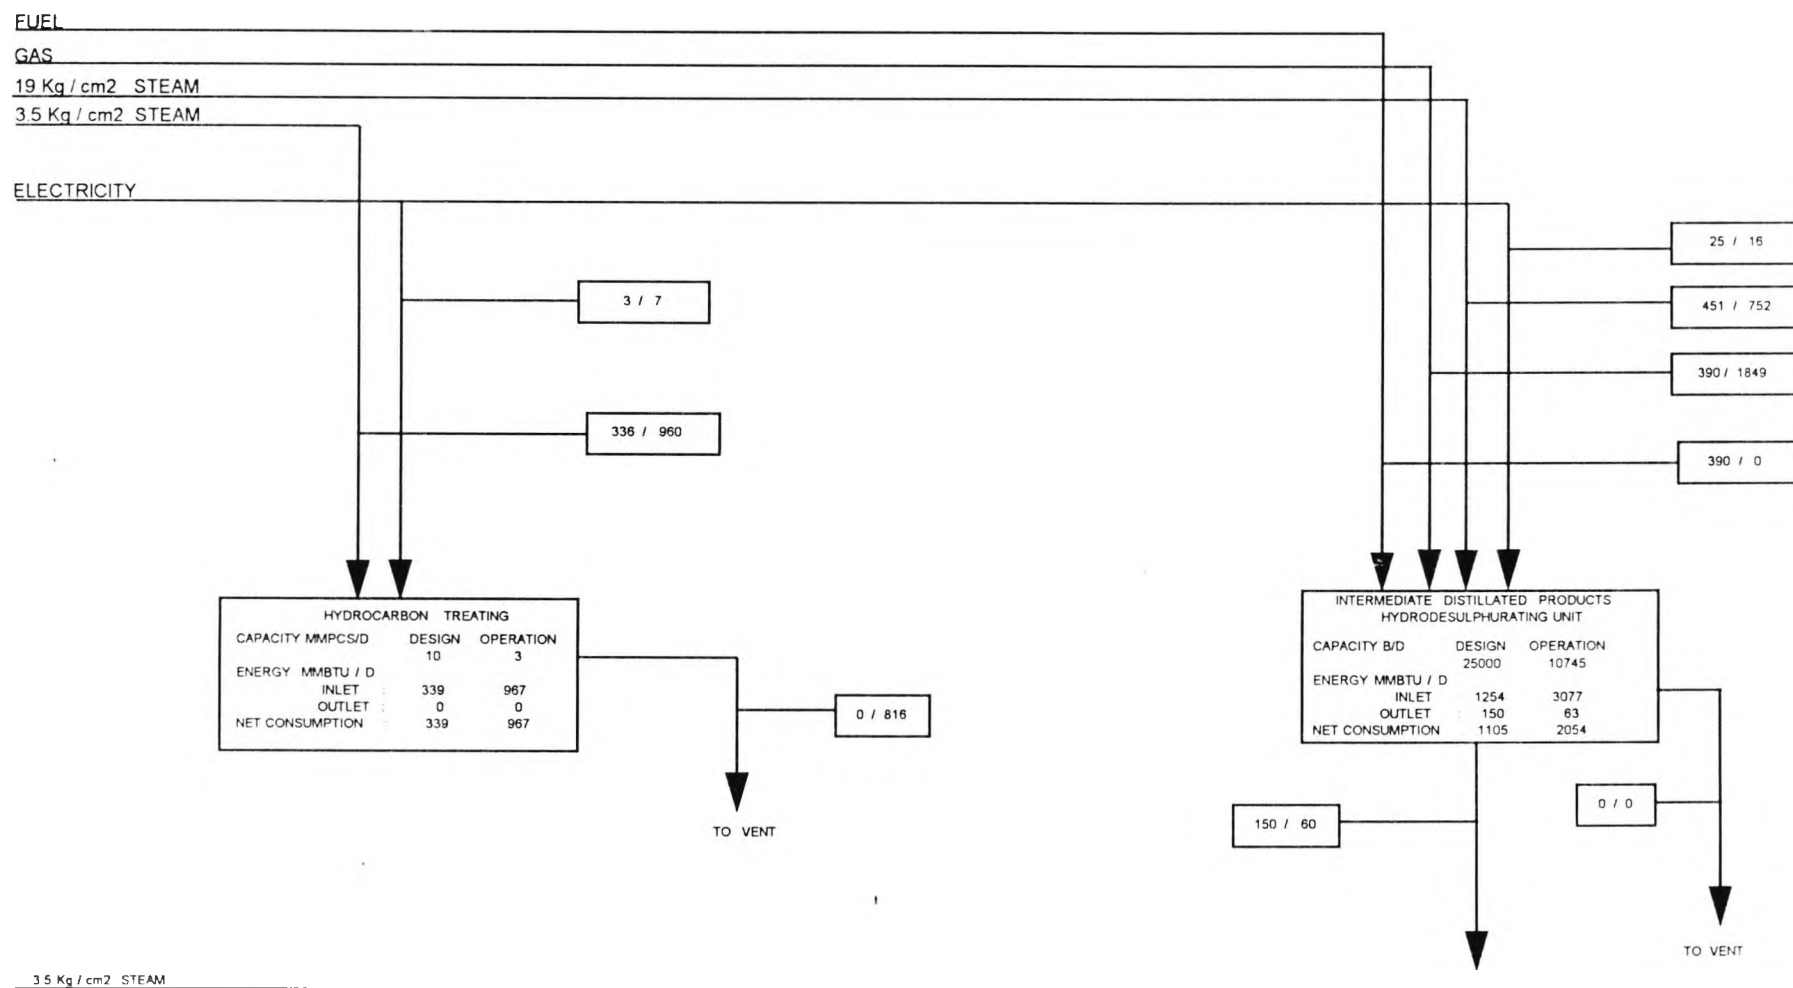 FUEL
GAS
19 Kg / cm2 STEAM
3.5 Kg / cm2 STEAM
ELECTRICITY
25 / 16
451 / 752
390 / 1849
390 / 0
3 / 7
336 / 960
HYDROCARBON TREATING
CAPACITY MMPCS/D DESIGN OPERATION
10 3
ENERGY MMBTU / D
INLET : 339 967
OUTLET : 0 0
NET CONSUMPTION : 339 967
0 / 816
TO VENT
INTERMEDIATE DISTILLATED PRODUCTS
HYDRODESULPHURATING UNIT
CAPACITY B/D DESIGN OPERATION
25000 10745
ENERGY MMBTU / D
INLET : 1254 3077
OUTLET : 150 63
NET CONSUMPTION : 1105 2054
150 / 60
0 / 0
TO VENT
3.5 Kg / cm2 STEAM